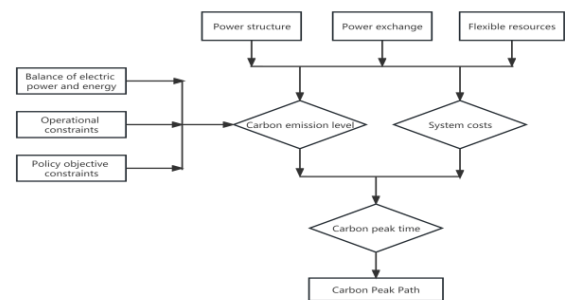 Power structure
Power exchange
Flexible resources
Balance of electric
power and energy
Operational
constraints
Policy objective
constraints
Carbon emission level
System costs
Carbon peak time
Carbon Peak Path